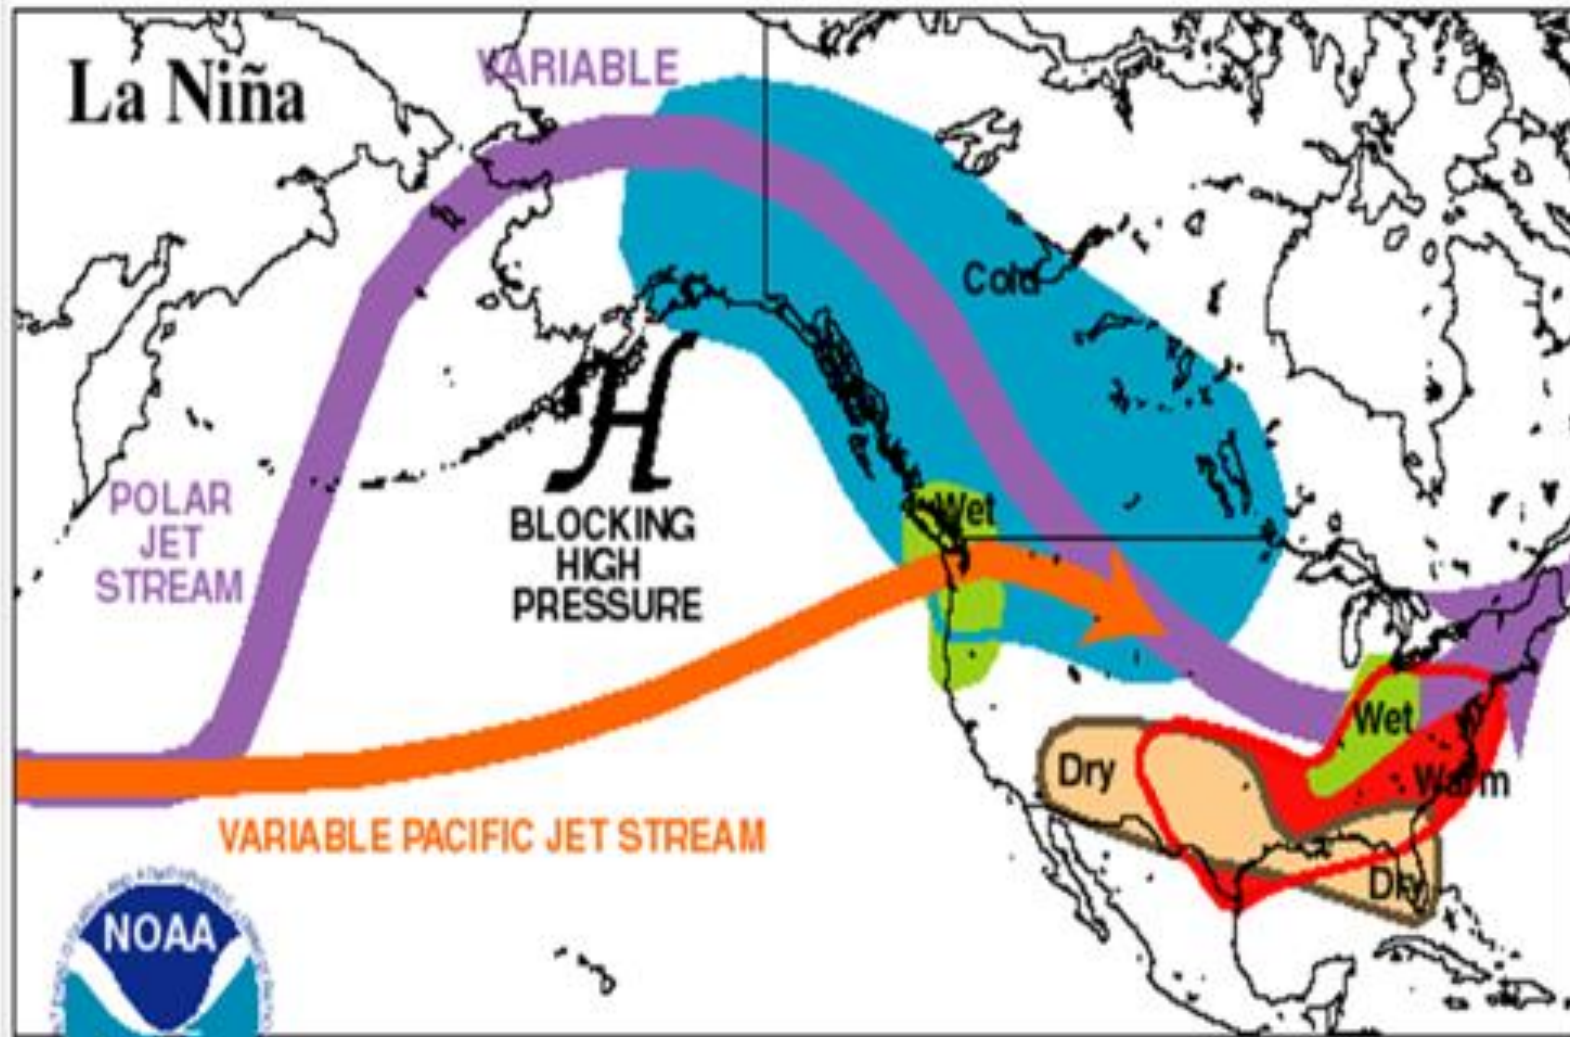 La Niña
VARIABLE
Cold
POLAR
JET
STREAM
BLOCKING
HIGH
PRESSURE
Wet
Wet
Dry
Warm
Dry
VARIABLE PACIFIC JET STREAM
NOAA